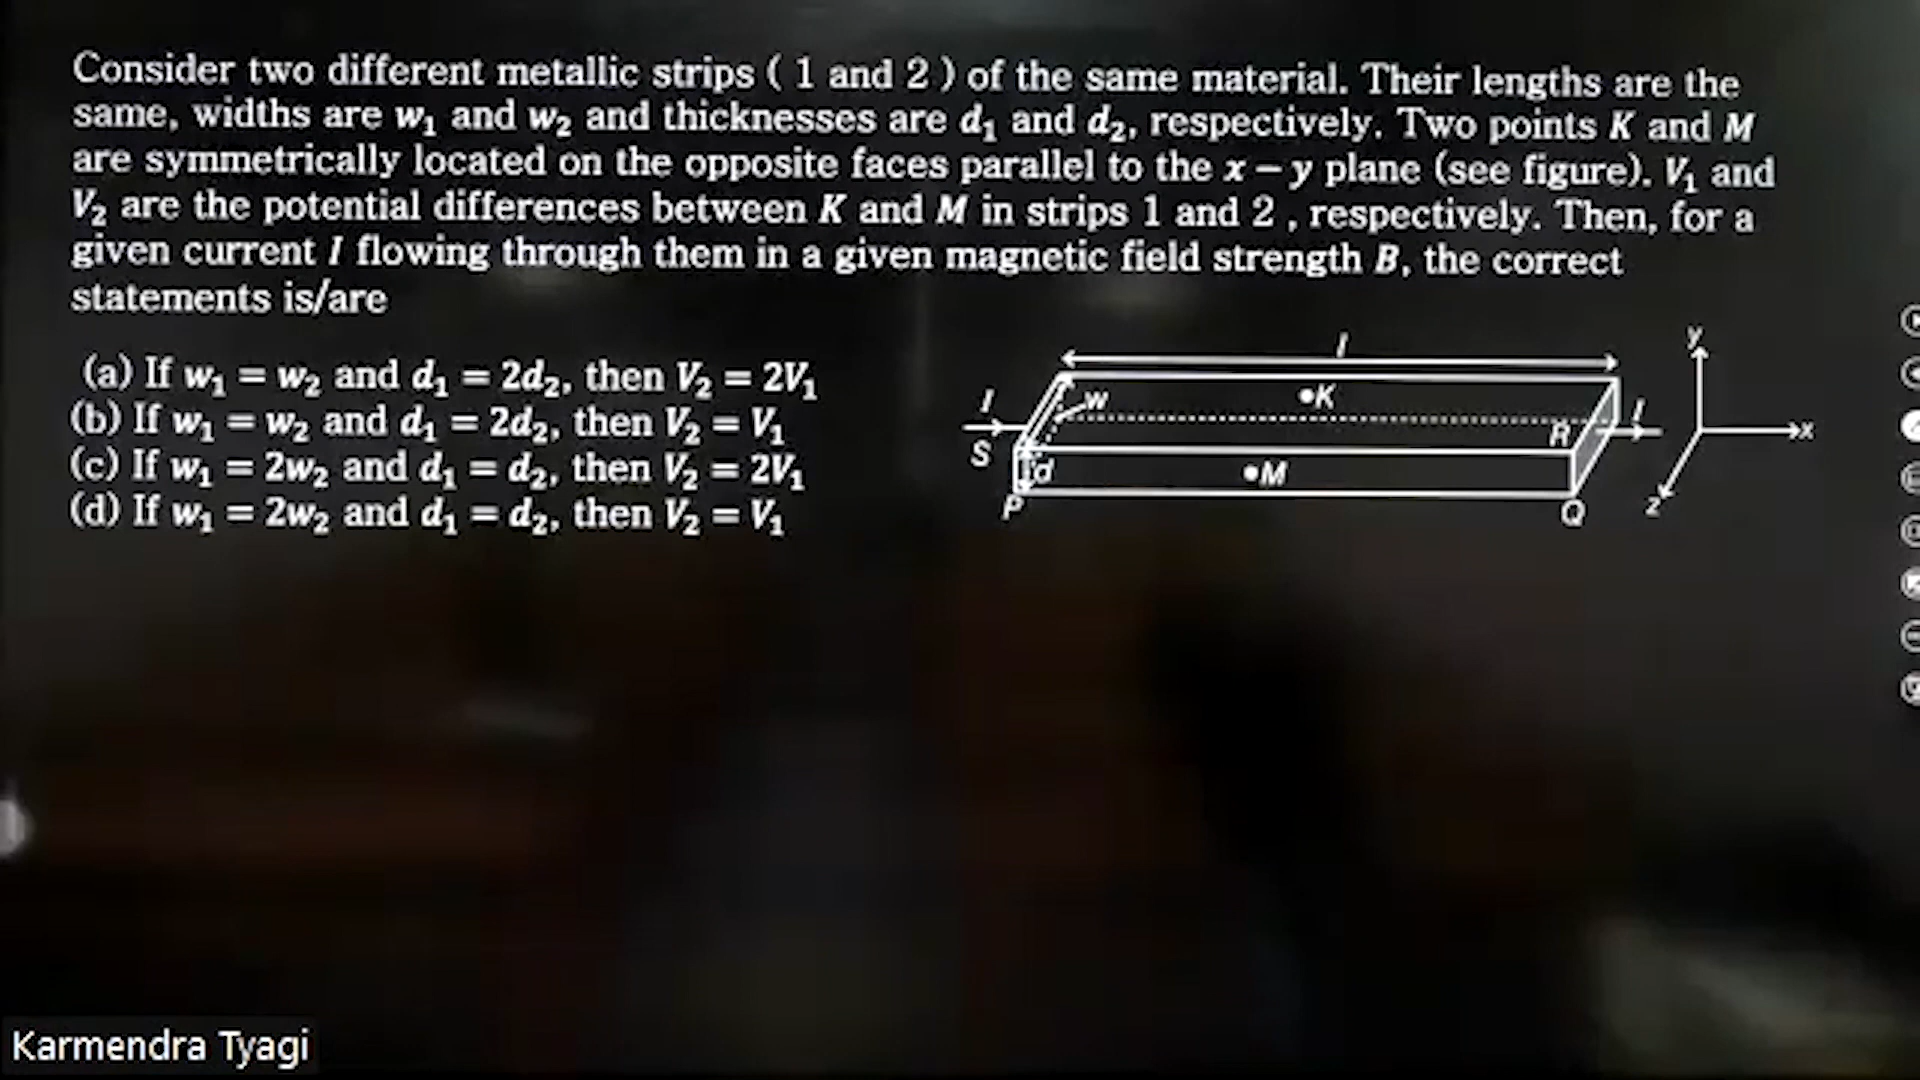 Consider two different metallic strips ( 1 and 2 ) of the same material. Their lengths are the
same, widths are w₁ and w₂ and thicknesses are d₁ and d₂, respectively. Two points K and M
are symmetrically located on the opposite faces parallel to the x – y plane (see figure). V₁ and
V₂ are the potential differences between K and M in strips 1 and 2 , respectively. Then, for a
given current I flowing through them in a given magnetic field strength B, the correct
statements is/are
(a) If w₁ = w₂ and d₁ = 2d₂, then V₂ = 2V₁
(b) If w₁ = w₂ and d₁ = 2d₂, then V₂ = V₁
(c) If w₁ = 2w₂ and d₁ = d₂, then V₂ = 2V₁
(d) If w₁ = 2w₂ and d₁ = d₂, then V₂ = V₁
l
y
I
w
K
I
R
x
S
d
M
z
P
Q
Karmendra Tyagi